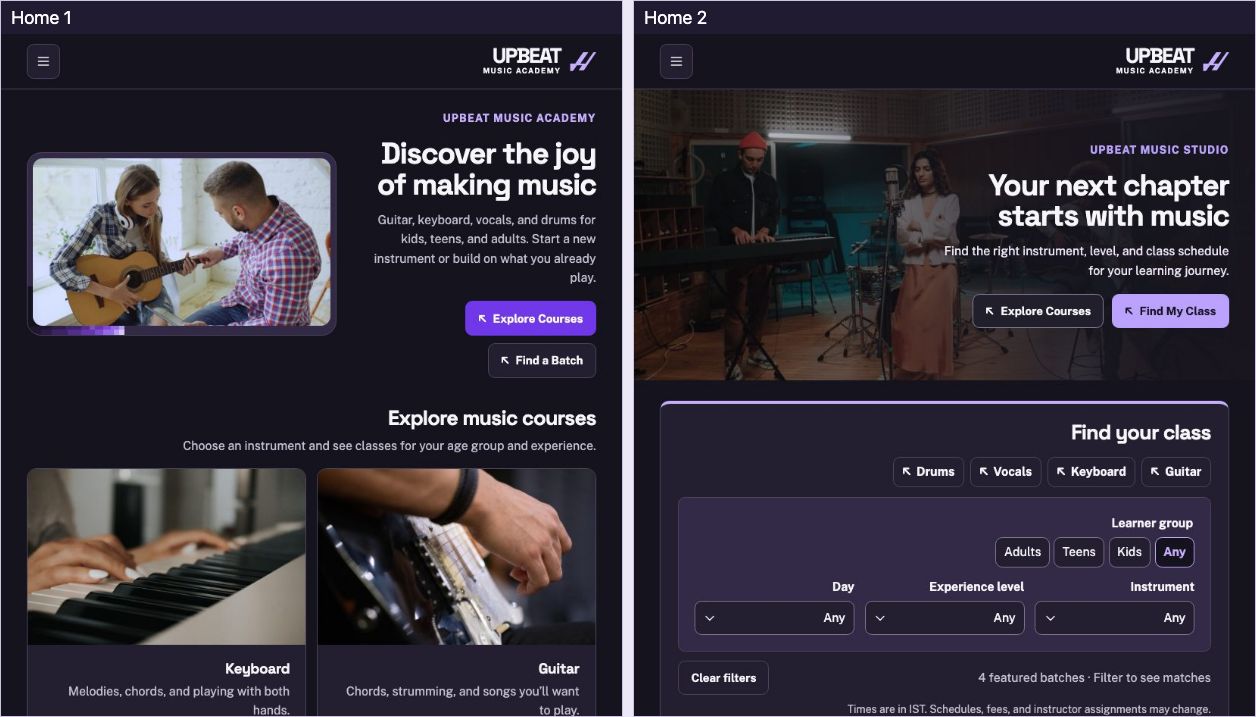 Home 1
UPBEAT
MUSIC ACADEMY
UPBEAT MUSIC ACADEMY
Discover the joy
of making music
Guitar, keyboard, vocals, and drums for
kids, teens, and adults. Start a new
instrument or build on what you already
play.
Explore Courses
Find a Batch
Explore music courses
Choose an instrument and see classes for your age group and experience.
Keyboard
Melodies, chords, and playing with both
hands.
Guitar
Chords, strumming, and songs you'll want
to play.
Home 2
UPBEAT
MUSIC ACADEMY
UPBEAT MUSIC STUDIO
Your next chapter
starts with music
Find the right instrument, level, and class schedule
for your learning journey.
Explore Courses
Find My Class
Find your class
Drums
Vocals
Keyboard
Guitar
Learner group
Adults
Teens
Kids
Any
Day
Experience level
Instrument
Any
Any
Any
Clear filters
4 featured batches · Filter to see matches
Times are in IST. Schedules, fees, and instructor assignments may change.